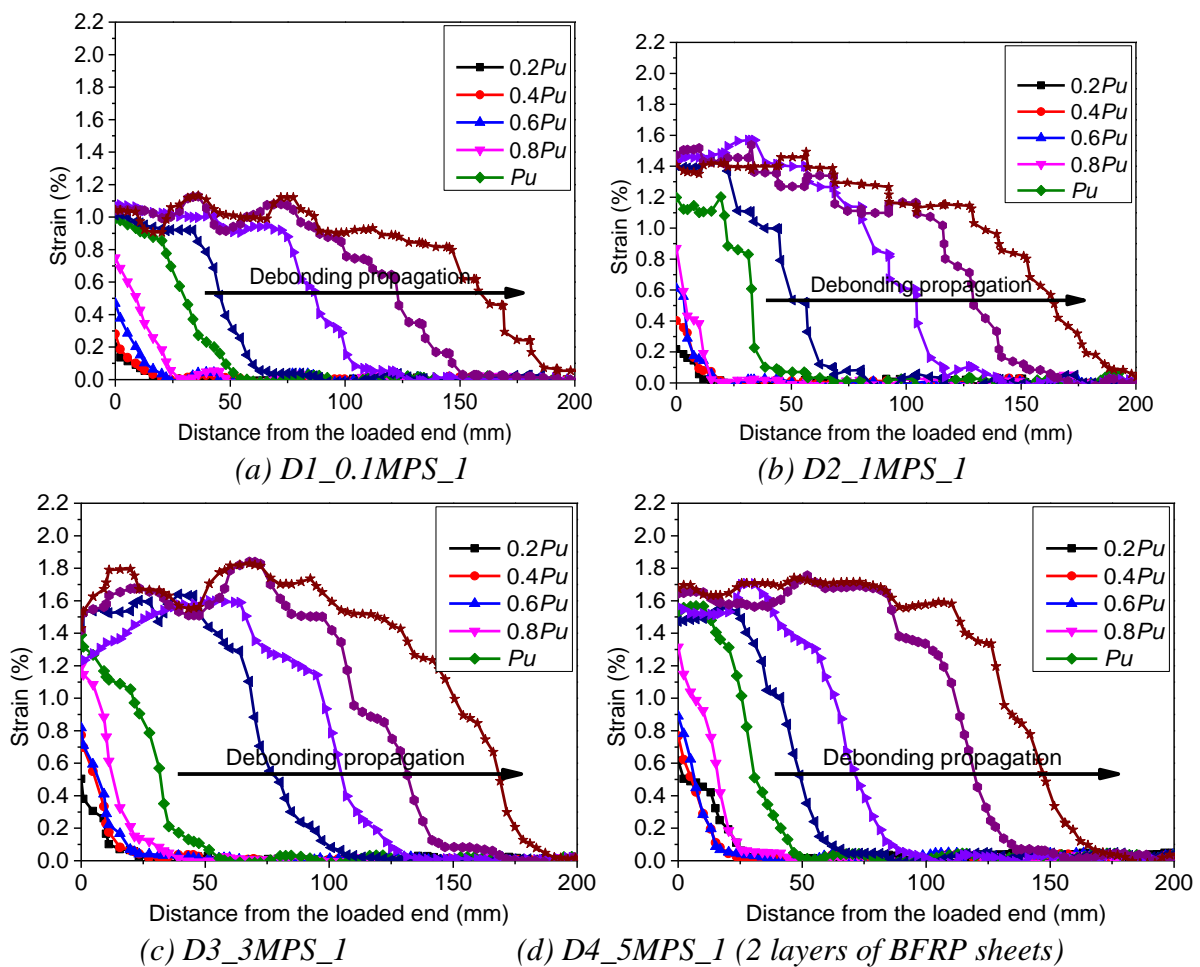 2.2
2.0
1.8
1.6
1.4
1.2
1.0
0.8
0.6
0.4
0.2
0.0
Strain (%)
0.2Pu
0.4Pu
0.6Pu
0.8Pu
Pu
Debonding propagation
0 50 100 150 200
Distance from the loaded end (mm)
(a) D1_0.1MPS_1
2.2
2.0
1.8
1.6
1.4
1.2
1.0
0.8
0.6
0.4
0.2
0.0
Strain (%)
0.2Pu
0.4Pu
0.6Pu
0.8Pu
Pu
Debonding propagation
0 50 100 150 200
Distance from the loaded end (mm)
(b) D2_1MPS_1
2.2
2.0
1.8
1.6
1.4
1.2
1.0
0.8
0.6
0.4
0.2
0.0
Strain (%)
0.2Pu
0.4Pu
0.6Pu
0.8Pu
Pu
Debonding propagation
0 50 100 150 200
Distance from the loaded end (mm)
(c) D3_3MPS_1
2.2
2.0
1.8
1.6
1.4
1.2
1.0
0.8
0.6
0.4
0.2
0.0
Strain (%)
0.2Pu
0.4Pu
0.6Pu
0.8Pu
Pu
Debonding propagation
0 50 100 150 200
Distance from the loaded end (mm)
(d) D4_5MPS_1 (2 layers of BFRP sheets)